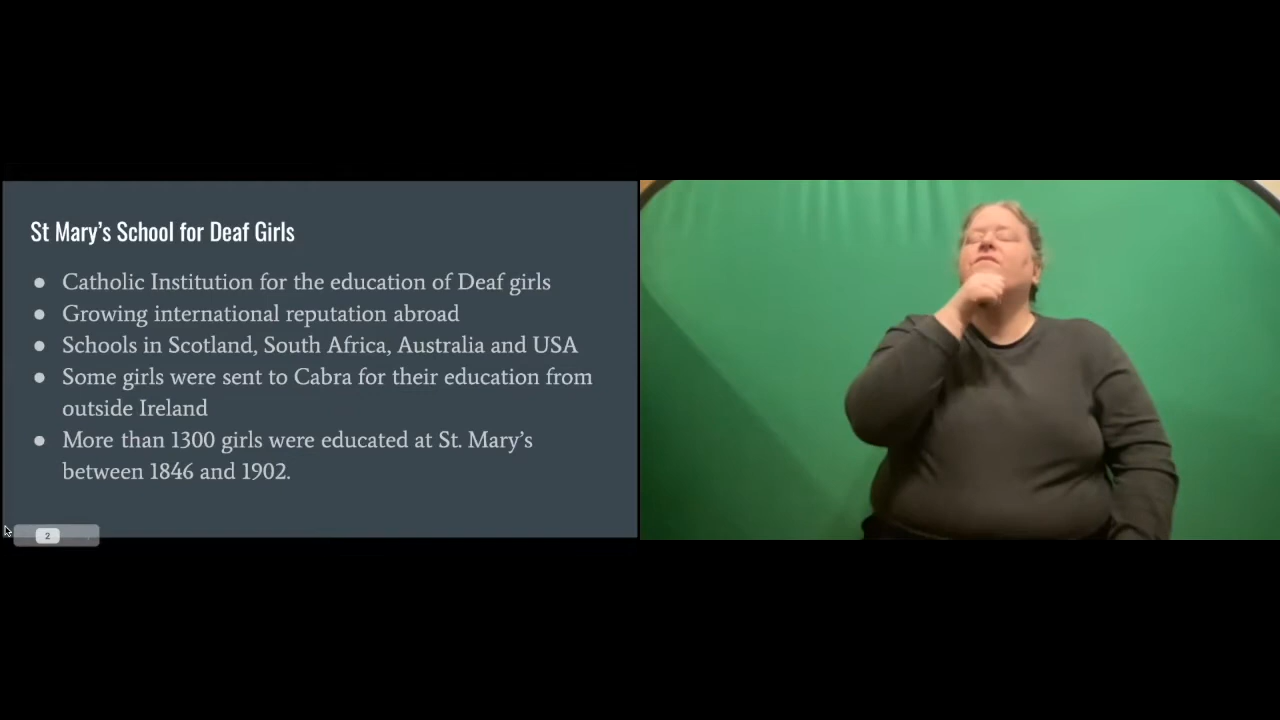 St Mary's School for Deaf Girls
● Catholic Institution for the education of Deaf girls
● Growing international reputation abroad
● Schools in Scotland, South Africa, Australia and USA
● Some girls were sent to Cabra for their education from
outside Ireland
● More than 1300 girls were educated at St. Mary's
between 1846 and 1902.
2